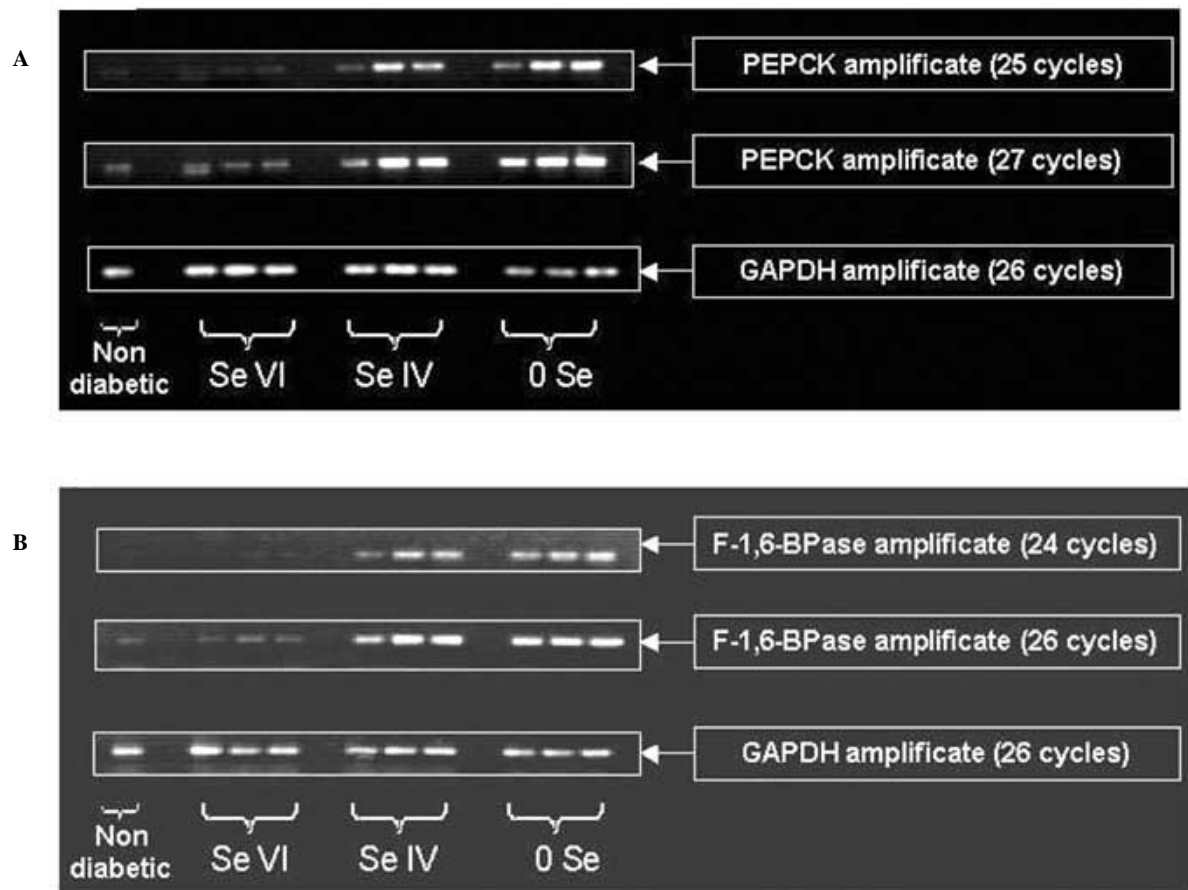 A
PEPCK amplificate (25 cycles)
PEPCK amplificate (27 cycles)
GAPDH amplificate (26 cycles)
Non
diabetic
Se VI
Se IV
0 Se
B
F-1,6-BPase amplificate (24 cycles)
F-1,6-BPase amplificate (26 cycles)
GAPDH amplificate (26 cycles)
Non
diabetic
Se VI
Se IV
0 Se